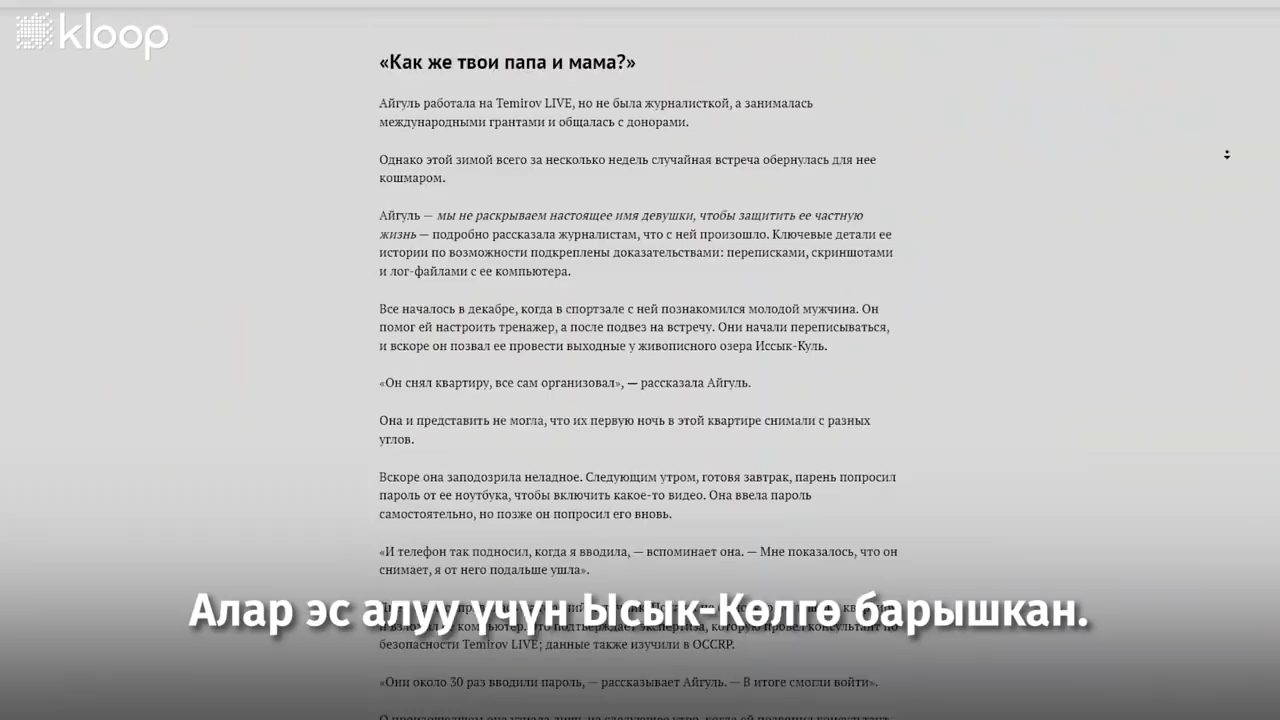 kloop
«Как же твои папа и мама?»
Айгуль работала на Temirov LIVE, но не была журналисткой, а занималась
международными грантами и общалась с донорами.
Однако этой зимой всего за несколько недель случайная встреча обернулась для нее
кошмаром.
Айгуль — мы не раскрываем настоящее имя девушки, чтобы защитить ее частную
жизнь — подробно рассказала журналистам, что с ней произошло. Ключевые детали ее
истории по возможности подкреплены доказательствами: переписками, скриншотами
и лог-файлами с ее компьютера.
Все началось в декабре, когда в спортзале с ней познакомился молодой мужчина. Он
помог ей настроить тренажер, а после подвез на встречу. Они начали переписываться,
и вскоре он позвал ее провести выходные у живописного озера Иссык-Куль.
«Он снял квартиру, все сам организовал», — рассказала Айгуль.
Она и представить не могла, что их первую ночь в этой квартире снимали с разных
углов.
Вскоре она заподозрила неладное. Следующим утром, готовя завтрак, парень попросил
пароль от ее ноутбука, чтобы включить какое-то видео. Она ввела пароль
самостоятельно, но позже он попросил его вновь.
«И телефон так подносил, когда я вводила, — вспоминает она. — Мне показалось, что он
снимает, я от него подальше ушла».
Алар эс алуу үчүн Ысык-Көлгө барышкан.
компьютер. Это подтверждает экспертиза, которую провел консультант по
безопасности Temirov LIVE; данные также изучили в OCCRP.
«Они около 30 раз вводили пароль, — рассказывает Айгуль. — В итоге смогли войти».